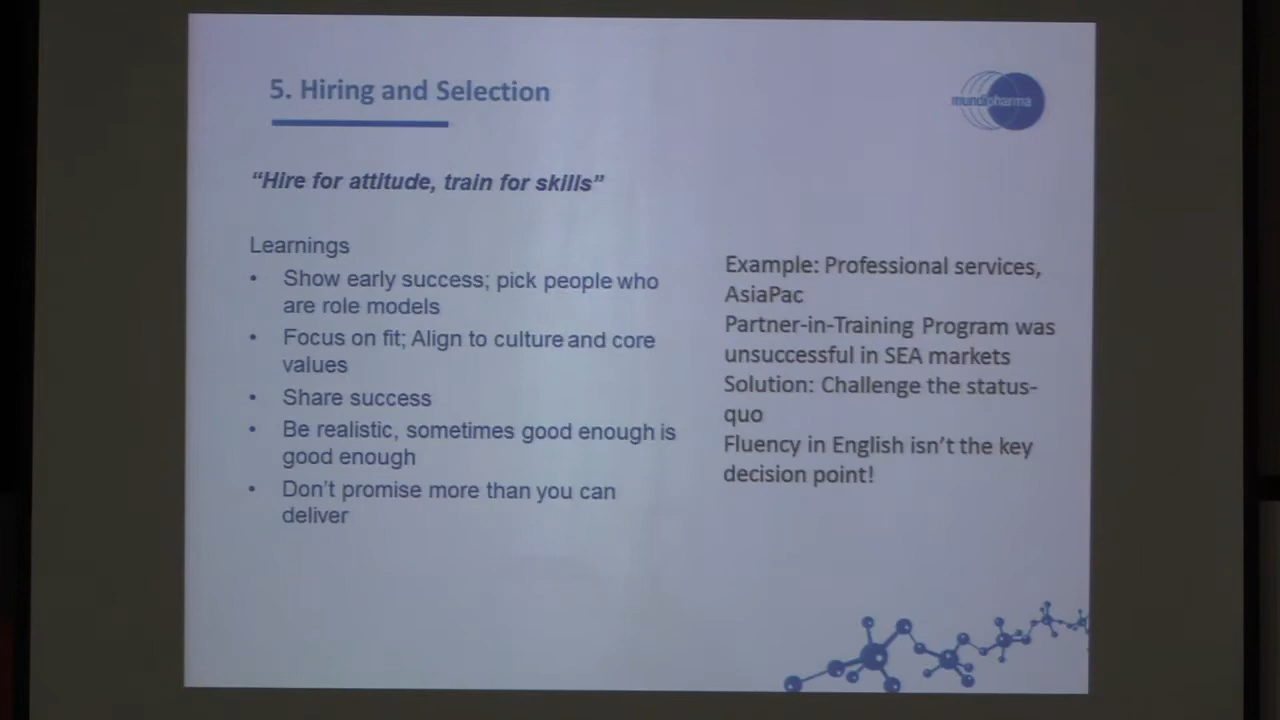 5. Hiring and Selection
mundipharma
“Hire for attitude, train for skills”
Learnings
• Show early success; pick people who
are role models
• Focus on fit; Align to culture and core
values
• Share success
• Be realistic, sometimes good enough is
good enough
• Don’t promise more than you can
deliver
Example: Professional services,
AsiaPac
Partner-in-Training Program was
unsuccessful in SEA markets
Solution: Challenge the status-
quo
Fluency in English isn’t the key
decision point!